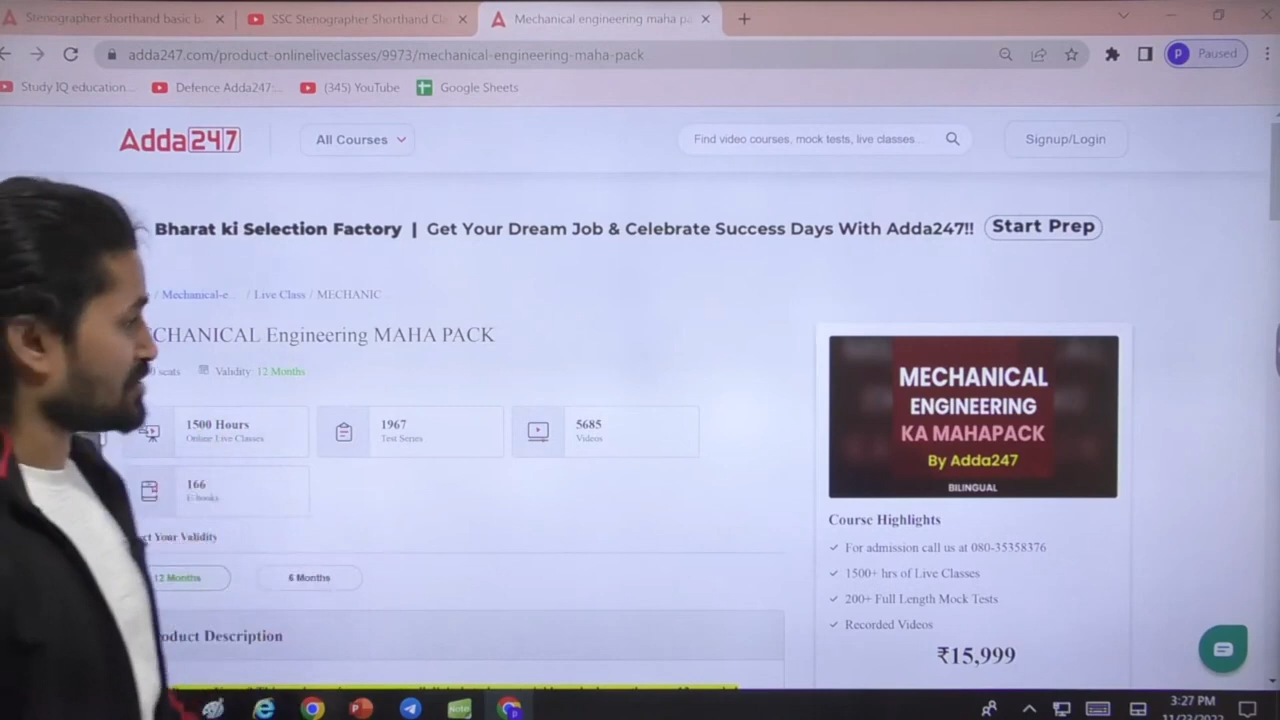 Stenographer shorthand basic b
SSC Stenographer Shorthand Cl
Mechanical engineering maha pa
adda247.com/product-onlineliveclasses/9973/mechanical-engineering-maha-pack
P Paused
Study IQ education...
Defence Adda247:...
(345) YouTube
Google Sheets
Adda247
All Courses
Find video courses, mock tests, live classes...
Signup/Login
Bharat ki Selection Factory | Get Your Dream Job & Celebrate Success Days With Adda247!! Start Prep
/ Mechanical-e... / Live Class / MECHANIC
CHANICAL Engineering MAHA PACK
seats
Validity: 12 Months
1500 Hours
Online Live Classes
1967
Test Series
5685
Videos
166
E-books
ct Your Validity
12 Months
6 Months
oduct Description
MECHANICAL
ENGINEERING
KA MAHAPACK
By Adda247
BILINGUAL
Course Highlights
For admission call us at 080-35358376
1500+ hrs of Live Classes
200+ Full Length Mock Tests
Recorded Videos
₹15,999
3:27 PM